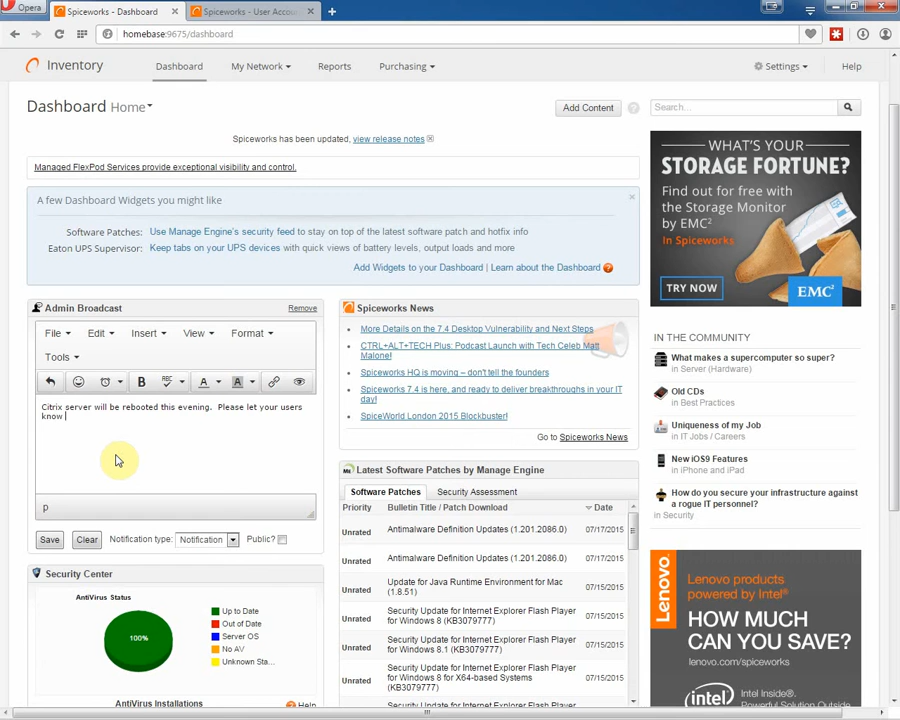 Opera
Spiceworks - Dashboard
Spiceworks - User Accou
homebase:9675/dashboard
Inventory
Dashboard
My Network
Reports
Purchasing
Settings
Help
Dashboard Home
Add Content
Search...
Spiceworks has been updated, view release notes
Managed FlexPod Services provide exceptional visibility and control.
A few Dashboard Widgets you might like
Software Patches: Use Manage Engine's security feed to stay on top of the latest software patch and hotfix info
Eaton UPS Supervisor: Keep tabs on your UPS devices with quick views of battery levels, output loads and more
Add Widgets to your Dashboard | Learn about the Dashboard
WHAT'S YOUR
STORAGE FORTUNE?
Find out for free with
the Storage Monitor
by EMC²
In Spiceworks
TRY NOW
EMC²
Admin Broadcast
Remove
File
Edit
Insert
View
Format
Tools
B
ABC
A
A
Citrix server will be rebooted this evening. Please let your users
know
p
Save
Clear
Notification type:
Notification
Public?
Spiceworks News
More Details on the 7.4 Desktop Vulnerability and Next Steps
CTRL+ALT+TECH Plus: Podcast Launch with Tech Celeb Matt
Malone!
Spiceworks HQ is moving – don't tell the founders
Spiceworks 7.4 is here, and ready to deliver breakthroughs in your IT
day!
SpiceWorld London 2015 Blockbuster!
Go to Spiceworks News
IN THE COMMUNITY
What makes a supercomputer so super?
in Server (Hardware)
Old CDs
in Best Practices
Uniqueness of my Job
in IT Jobs / Careers
New iOS9 Features
in iPhone and iPad
How do you secure your infrastructure against
a rogue IT personnel?
in Security
Latest Software Patches by Manage Engine
Software Patches
Security Assessment
Priority
Bulletin Title / Patch Download
Date
Unrated
Antimalware Definition Updates (1.201.2086.0)
07/17/2015
Unrated
Antimalware Definition Updates (1.201.2086.0)
07/15/2015
Unrated
Update for Java Runtime Environment for Mac
(1.8.51)
07/15/2015
Unrated
Security Update for Internet Explorer Flash Player
for Windows 8 (KB3079777)
07/15/2015
Unrated
Security Update for Internet Explorer Flash Player
for Windows 8.1 (KB3079777)
07/15/2015
Unrated
Security Update for Internet Explorer Flash Player
for Windows 8 for X64-based Systems
(KB3079777)
07/15/2015
Security Update for Internet Explorer Flash Player
Security Center
AntiVirus Status
100%
Up to Date
Out of Date
Server OS
No AV
Unknown Sta...
AntiVirus Installations
Help
Lenovo
Lenovo products
powered by Intel®
HOW MUCH
CAN YOU SAVE?
lenovo.com/spiceworks
intel
Intel Inside®.
Powerful Solution